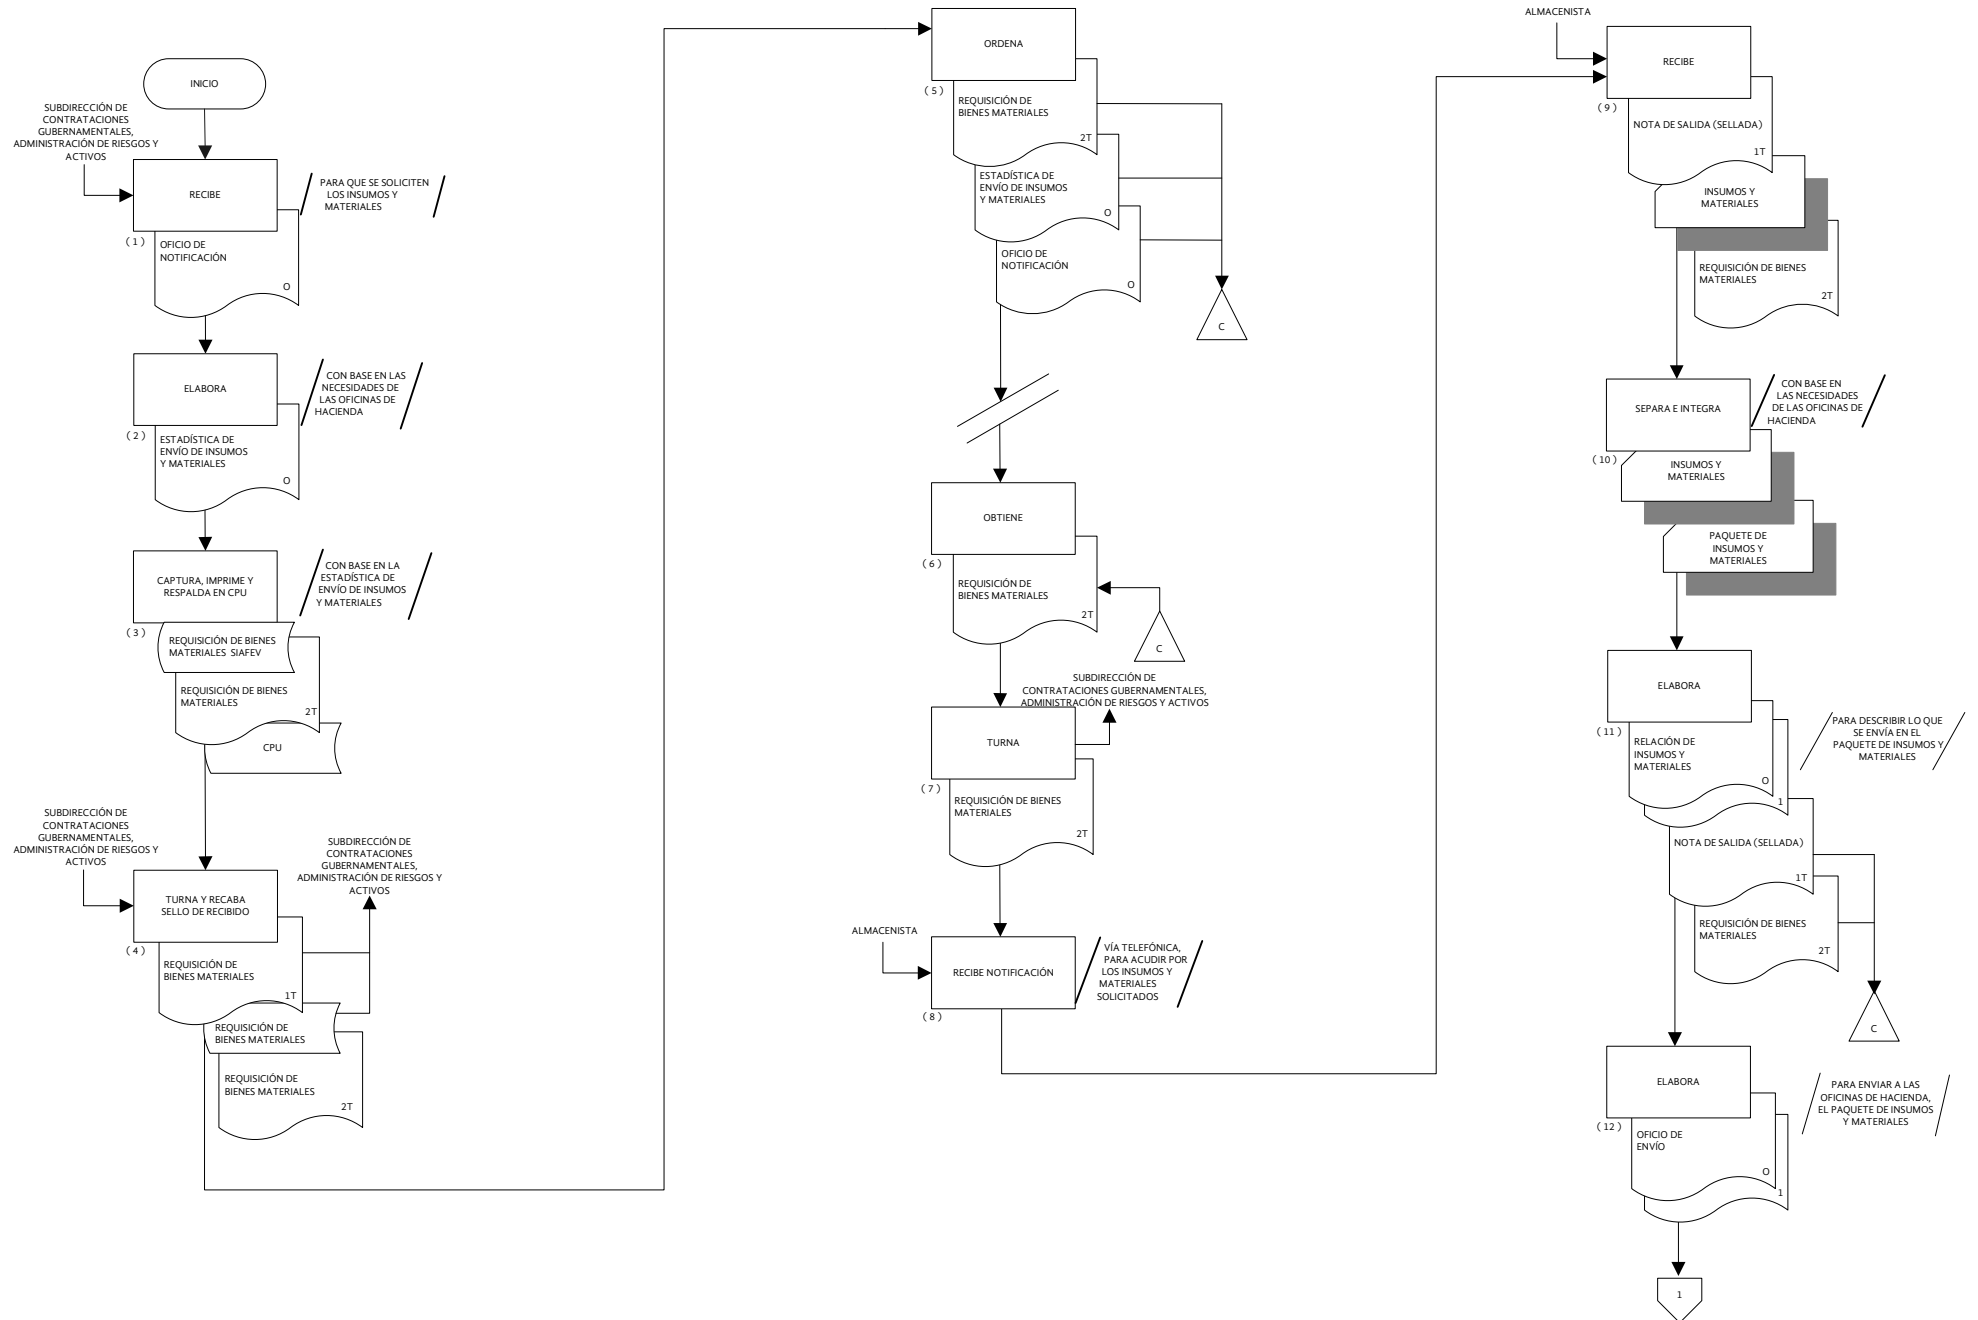 INICIO
SUBDIRECCIÓN DE
CONTRATACIONES
GUBERNAMENTALES,
ADMINISTRACIÓN DE RIESGOS Y
ACTIVOS
RECIBE
PARA QUE SE SOLICITEN
LOS INSUMOS Y
MATERIALES
( 1 )
OFICIO DE
NOTIFICACIÓN
O
ELABORA
CON BASE EN LAS
NECESIDADES DE
LAS OFICINAS DE
HACIENDA
( 2 )
ESTADÍSTICA DE
ENVÍO DE INSUMOS
Y MATERIALES
O
CAPTURA, IMPRIME Y
RESPALDA EN CPU
CON BASE EN LA
ESTADÍSTICA DE
ENVÍO DE INSUMOS
Y MATERIALES
( 3 )
REQUISICIÓN DE BIENES
MATERIALES SIAFEV
REQUISICIÓN DE BIENES
MATERIALES
2T
CPU
SUBDIRECCIÓN DE
CONTRATACIONES
GUBERNAMENTALES,
ADMINISTRACIÓN DE RIESGOS Y
ACTIVOS
SUBDIRECCIÓN DE
CONTRATACIONES
GUBERNAMENTALES,
ADMINISTRACIÓN DE RIESGOS Y
ACTIVOS
TURNA Y RECABA
SELLO DE RECIBIDO
( 4 )
REQUISICIÓN DE
BIENES MATERIALES
1T
REQUISICIÓN DE
BIENES MATERIALES
REQUISICIÓN DE
BIENES MATERIALES
2T
ORDENA
( 5 )
REQUISICIÓN DE
BIENES MATERIALES
2T
ESTADÍSTICA DE
ENVÍO DE INSUMOS
Y MATERIALES
O
OFICIO DE
NOTIFICACIÓN
O
C
OBTIENE
( 6 )
REQUISICIÓN DE
BIENES MATERIALES
2T
C
SUBDIRECCIÓN DE
CONTRATACIONES GUBERNAMENTALES,
ADMINISTRACIÓN DE RIESGOS Y ACTIVOS
TURNA
( 7 )
REQUISICIÓN DE BIENES
MATERIALES
2T
ALMACENISTA
RECIBE NOTIFICACIÓN
VÍA TELEFÓNICA,
PARA ACUDIR POR
LOS INSUMOS Y
MATERIALES
SOLICITADOS
( 8 )
ALMACENISTA
RECIBE
( 9 )
NOTA DE SALIDA (SELLADA)
1T
INSUMOS Y
MATERIALES
REQUISICIÓN DE BIENES
MATERIALES
2T
SEPARA E INTEGRA
CON BASE EN
LAS NECESIDADES
DE LAS OFICINAS DE
HACIENDA
( 10 )
INSUMOS Y
MATERIALES
PAQUETE DE
INSUMOS Y
MATERIALES
ELABORA
PARA DESCRIBIR LO QUE
SE ENVÍA EN EL
PAQUETE DE INSUMOS Y
MATERIALES
( 11 )
RELACIÓN DE
INSUMOS Y
MATERIALES
O
1
NOTA DE SALIDA (SELLADA)
1T
REQUISICIÓN DE BIENES
MATERIALES
2T
C
ELABORA
PARA ENVIAR A LAS
OFICINAS DE HACIENDA,
EL PAQUETE DE INSUMOS
Y MATERIALES
( 12 )
OFICIO DE
ENVÍO
O
1
1